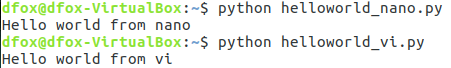 dfox@dfox-VirtualBox:~$ python helloworld_nano.py
Hello world from nano
dfox@dfox-VirtualBox:~$ python helloworld_vi.py
Hello world from vi